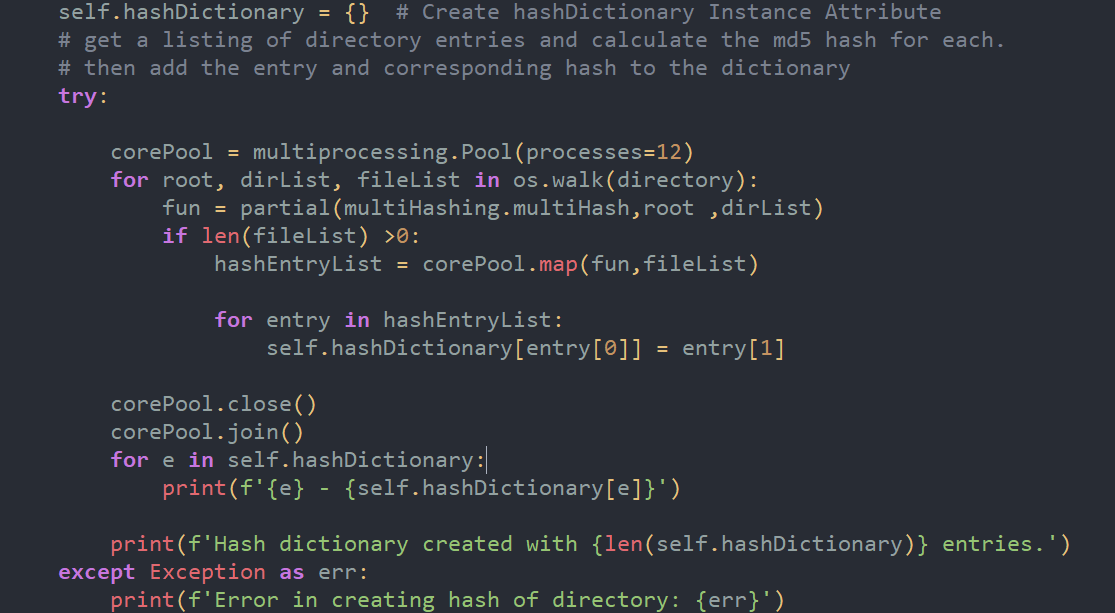 self.hashDictionary = {}  # Create hashDictionary Instance Attribute
# get a listing of directory entries and calculate the md5 hash for each.
# then add the entry and corresponding hash to the dictionary
try:
    corePool = multiprocessing.Pool(processes=12)
    for root, dirList, fileList in os.walk(directory):
        fun = partial(multiHashing.multiHash,root ,dirList)
        if len(fileList) >0:
            hashEntryList = corePool.map(fun,fileList)
            for entry in hashEntryList:
                self.hashDictionary[entry[0]] = entry[1]
    corePool.close()
    corePool.join()
    for e in self.hashDictionary:
        print(f'{e} - {self.hashDictionary[e]}')
    print(f'Hash dictionary created with {len(self.hashDictionary)} entries.')
except Exception as err:
    print(f'Error in creating hash of directory: {err}')